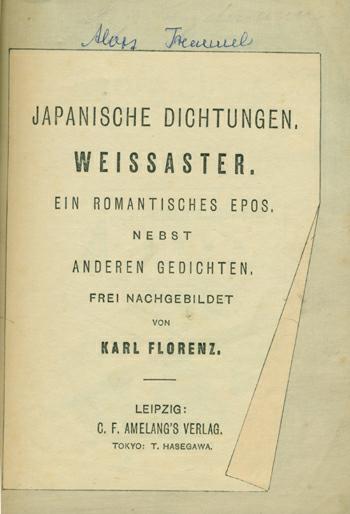 Alois
JAPANISCHE DICHTUNGEN.
WEISSASTER.
EIN ROMANTISCHES EPOS,
NEBST
ANDEREN GEDICHTEN,
FREI NACHGEBILDET
VON
KARL FLORENZ.
LEIPZIG:
C. F. AMELANG'S VERLAG.
TOKYO: T. HASEGAWA.